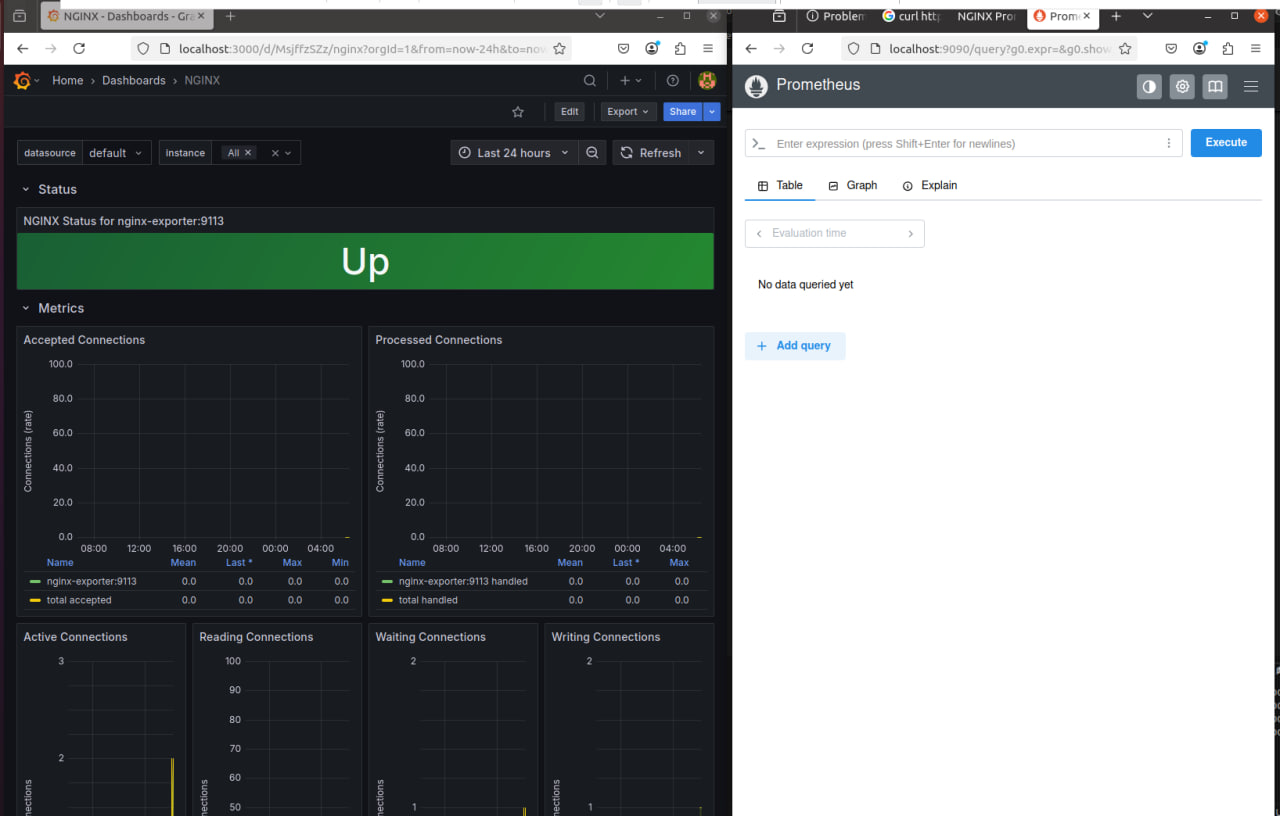 NGINX - Dashboards - Gra
localhost:3000/d/MsjffzSZz/nginx?orgId=1&from=now-24h&to=now
Home › Dashboards › NGINX
Edit
Export
Share
datasource default
instance All
Last 24 hours
Refresh
Status
NGINX Status for nginx-exporter:9113
Up
Metrics
Accepted Connections
100.0
80.0
60.0
40.0
20.0
0.0
Connections (rate)
08:00 12:00 16:00 20:00 00:00 04:00
Name Mean Last * Max Min
nginx-exporter:9113 0.0 0.0 0.0 0.0
total accepted 0.0 0.0 0.0 0.0
Processed Connections
100.0
80.0
60.0
40.0
20.0
0.0
Connections (rate)
08:00 12:00 16:00 20:00 00:00 04:00
Name Mean Last * Max
nginx-exporter:9113 handled 0.0 0.0 0.0
total handled 0.0 0.0 0.0
Active Connections
3
2
nections
Reading Connections
100
90
80
70
60
50
nections
Waiting Connections
2
1
nections
Writing Connections
2
1
nections
Problem
curl http
NGINX Pro
Prome
localhost:9090/query?g0.expr=&g0.show
Prometheus
Enter expression (press Shift+Enter for newlines)
Execute
Table
Graph
Explain
Evaluation time
No data queried yet
Add query